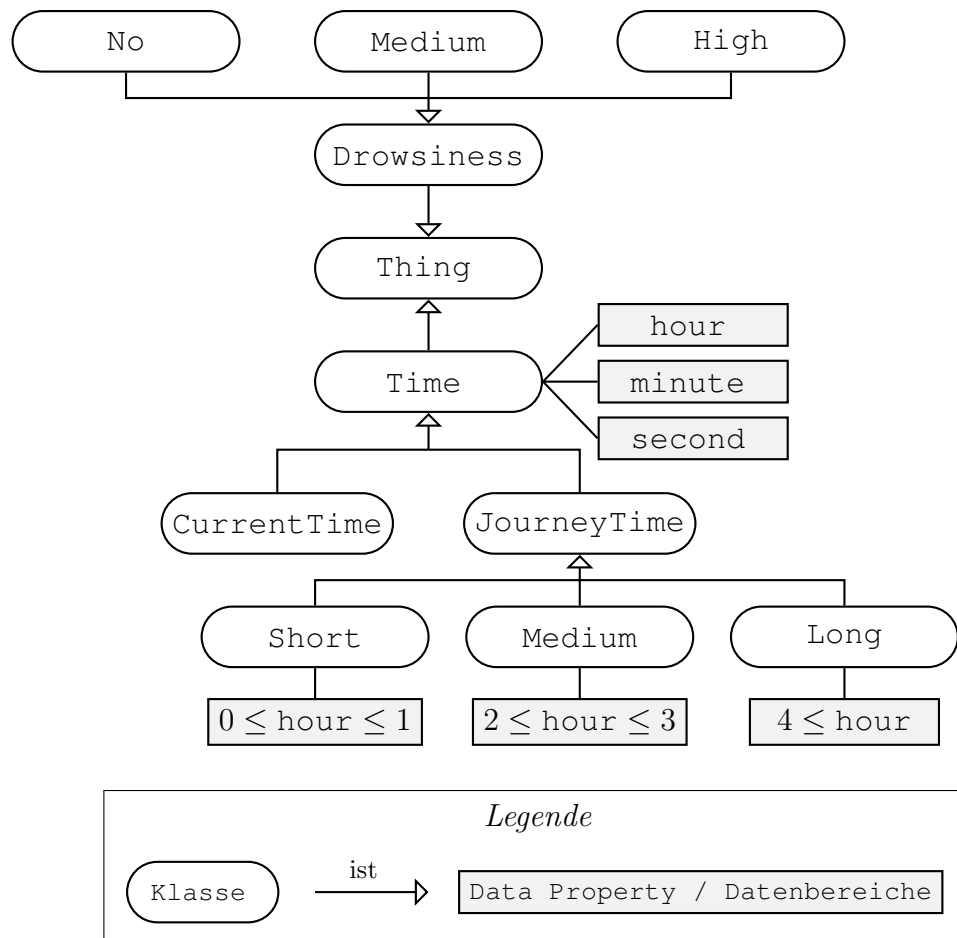 No
Medium
High
Drowsiness
Thing
hour
Time
minute
second
CurrentTime
JourneyTime
Short
Medium
Long
0 ≤ hour ≤ 1
2 ≤ hour ≤ 3
4 ≤ hour
Legende
Klasse
ist
Data Property / Datenbereiche